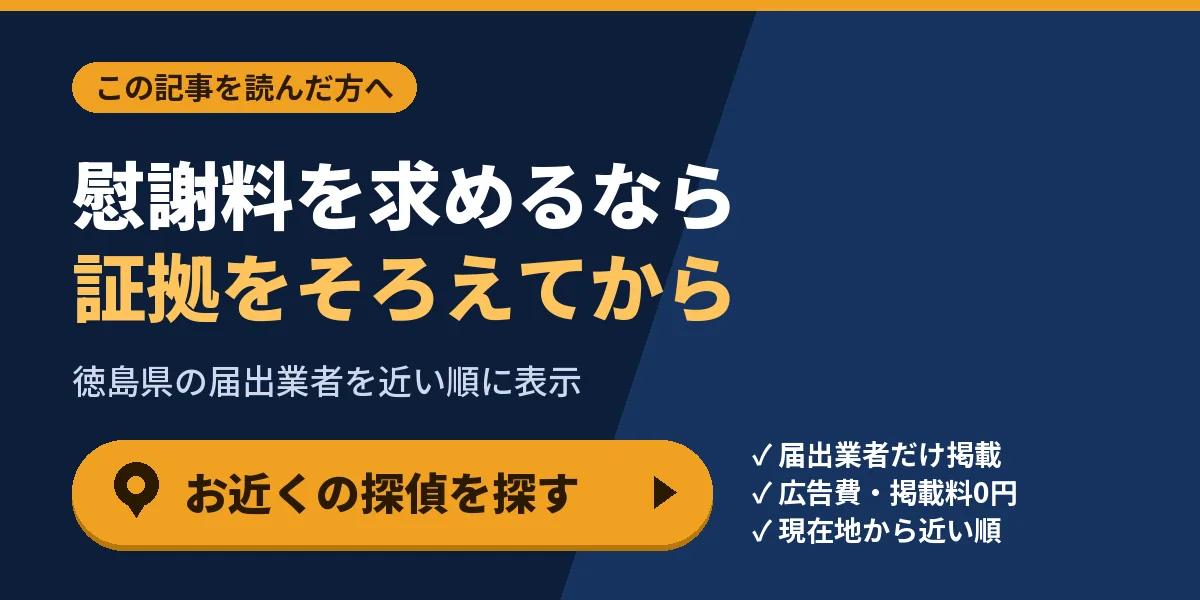 この記事を読んだ方へ
慰謝料を求めるなら
証拠をそろえてから
徳島県の届出業者を近い順に表示
お近くの探偵を探す
✓ 届出業者だけ掲載
✓ 広告費・掲載料0円
✓ 現在地から近い順